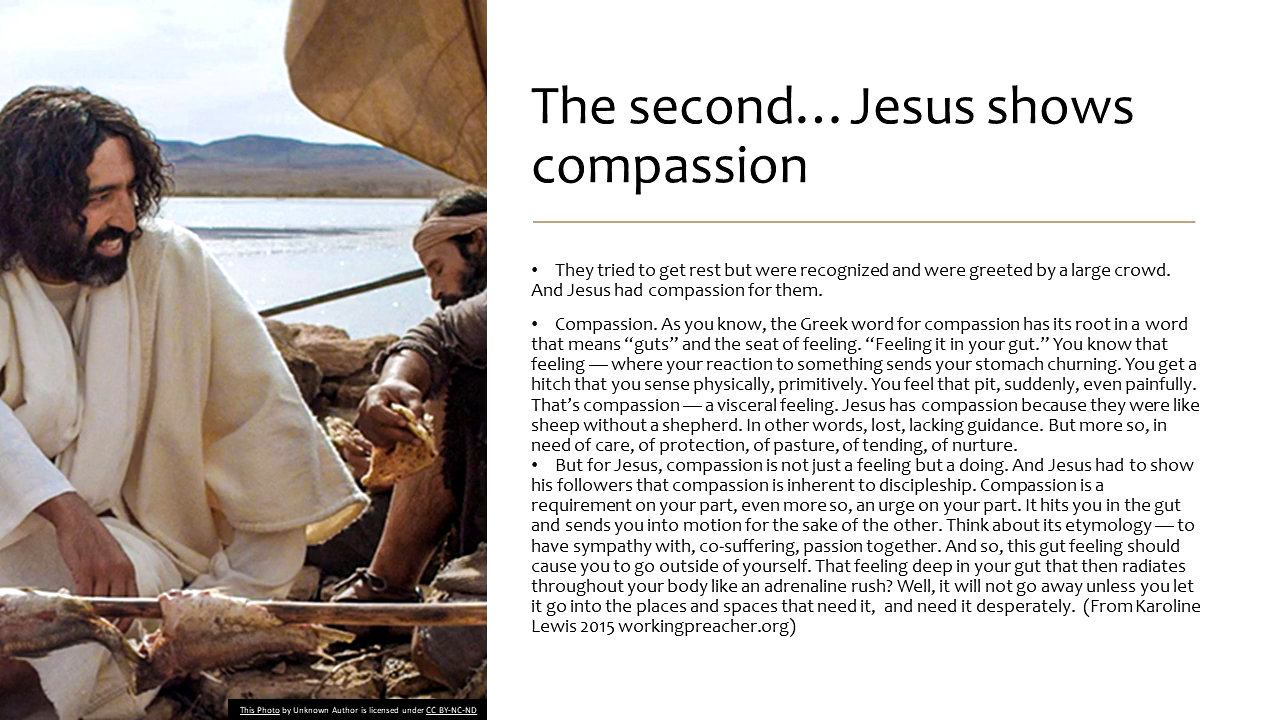 The second… Jesus shows
compassion
• They tried to get rest but were recognized and were greeted by a large crowd.
And Jesus had compassion for them.
• Compassion. As you know, the Greek word for compassion has its root in a word
that means “guts” and the seat of feeling. “Feeling it in your gut.” You know that
feeling — where your reaction to something sends your stomach churning. You get a
hitch that you sense physically, primitively. You feel that pit, suddenly, even painfully.
That’s compassion — a visceral feeling. Jesus has compassion because they were like
sheep without a shepherd. In other words, lost, lacking guidance. But more so, in
need of care, of protection, of pasture, of tending, of nurture.
• But for Jesus, compassion is not just a feeling but a doing. And Jesus had to show
his followers that compassion is inherent to discipleship. Compassion is a
requirement on your part, even more so, an urge on your part. It hits you in the gut
and sends you into motion for the sake of the other. Think about its etymology — to
have sympathy with, co-suffering, passion together. And so, this gut feeling should
cause you to go outside of yourself. That feeling deep in your gut that then radiates
throughout your body like an adrenaline rush? Well, it will not go away unless you let
it go into the places and spaces that need it, and need it desperately. (From Karoline
Lewis 2015 workingpreacher.org)
This Photo by Unknown Author is licensed under CC BY-NC-ND